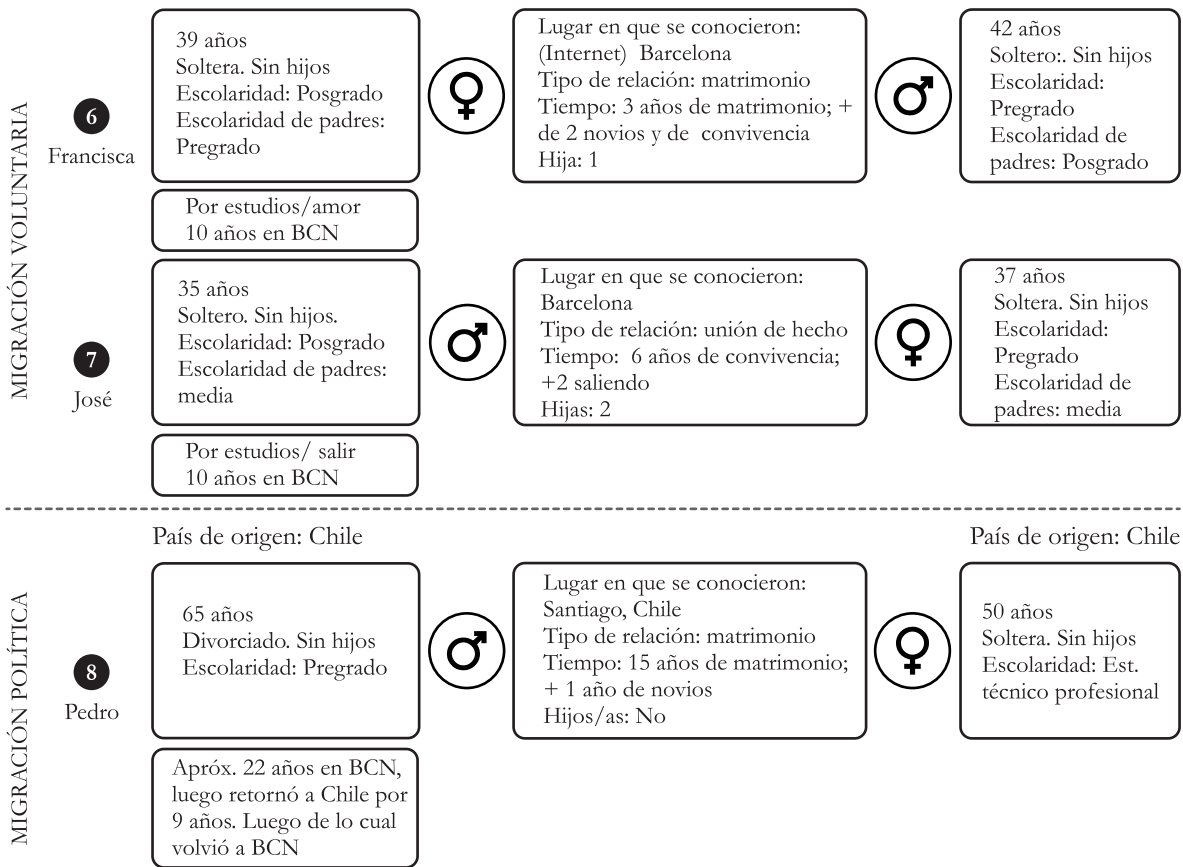 MIGRACIÓN VOLUNTARIA
6
Francisca
39 años
Soltera. Sin hijos
Escolaridad: Posgrado
Escolaridad de padres:
Pregrado
Por estudios/amor
10 años en BCN
Lugar en que se conocieron:
(Internet) Barcelona
Tipo de relación: matrimonio
Tiempo: 3 años de matrimonio; +
de 2 novios y de convivencia
Hija: 1
42 años
Soltero:. Sin hijos
Escolaridad:
Pregrado
Escolaridad de
padres: Posgrado
7
José
35 años
Soltero. Sin hijos.
Escolaridad: Posgrado
Escolaridad de padres:
media
Por estudios/ salir
10 años en BCN
Lugar en que se conocieron:
Barcelona
Tipo de relación: unión de hecho
Tiempo: 6 años de convivencia;
+2 saliendo
Hijas: 2
37 años
Soltera. Sin hijos
Escolaridad:
Pregrado
Escolaridad de
padres: media
MIGRACIÓN POLÍTICA
País de origen: Chile
País de origen: Chile
8
Pedro
65 años
Divorciado. Sin hijos
Escolaridad: Pregrado
Apróx. 22 años en BCN,
luego retornó a Chile por
9 años. Luego de lo cual
volvió a BCN
Lugar en que se conocieron:
Santiago, Chile
Tipo de relación: matrimonio
Tiempo: 15 años de matrimonio;
+ 1 año de novios
Hijos/as: No
50 años
Soltera. Sin hijos
Escolaridad: Est.
técnico profesional